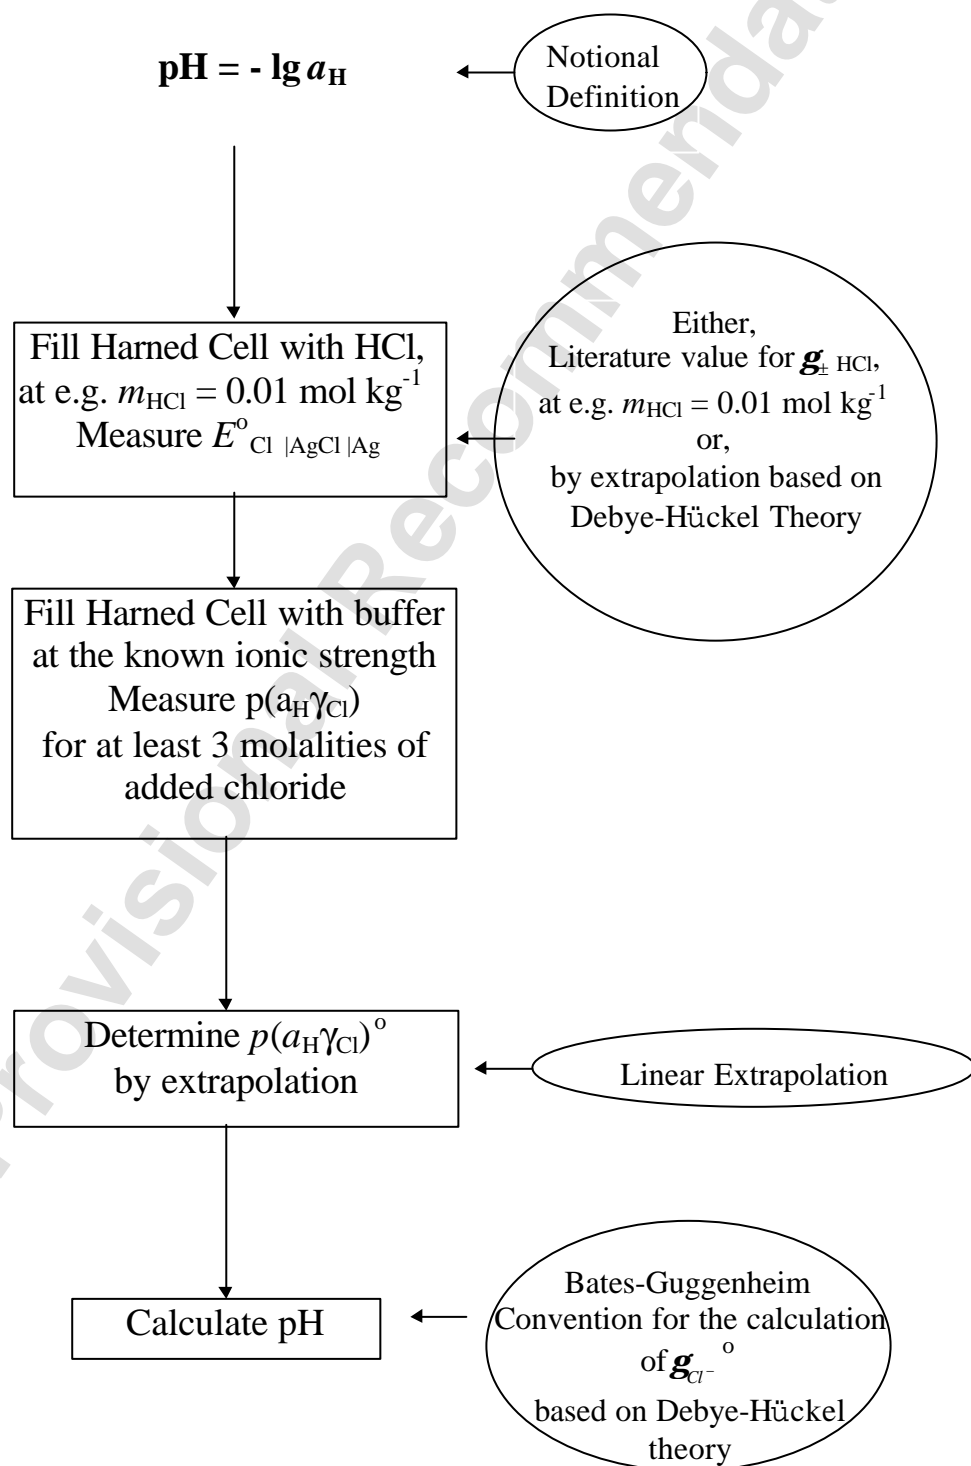 pH = - lg a_H
Notional
Definition
Fill Harned Cell with HCl,
at e.g. m_HCl = 0.01 mol kg^-1
Measure E^o _Cl |AgCl |Ag
Either,
Literature value for g_± HCl,
at e.g. m_HCl = 0.01 mol kg^-1
or,
by extrapolation based on
Debye-Hückel Theory
Fill Harned Cell with buffer
at the known ionic strength
Measure p(a_Hγ_Cl)
for at least 3 molalities of
added chloride
Determine p(a_Hγ_Cl)^o
by extrapolation
Linear Extrapolation
Calculate pH
Bates-Guggenheim
Convention for the calculation
of g_Cl^- ^o
based on Debye-Hückel
theory
Provisional Recommendat